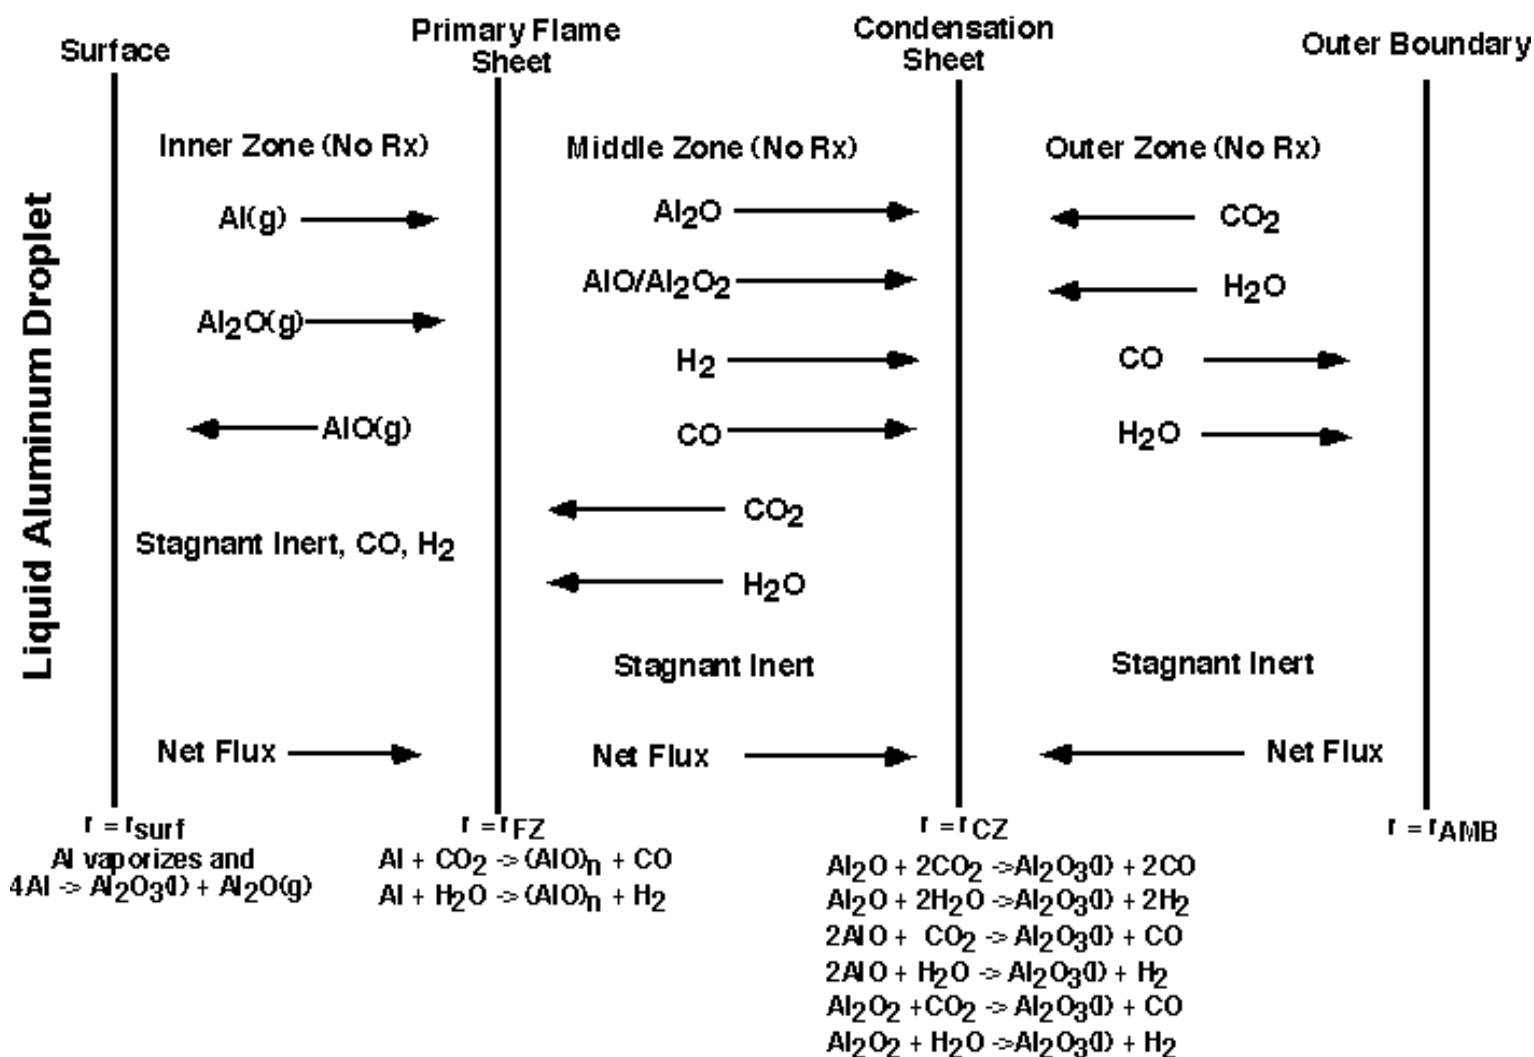 Surface
Primary Flame
Sheet
Condensation
Sheet
Outer Boundary
Liquid Aluminum Droplet
Inner Zone (No Rx)
Al(g)
Al₂O(g)
AlO(g)
Stagnant Inert, CO, H₂
Net Flux
Middle Zone (No Rx)
Al₂O
AlO/Al₂O₂
H₂
CO
CO₂
H₂O
Stagnant Inert
Net Flux
Outer Zone (No Rx)
CO₂
H₂O
CO
H₂O
Stagnant Inert
Net Flux
r = rsurf
Al vaporizes and
4Al -> Al₂O₃(l) + Al₂O(g)
r = rFZ
Al + CO₂ -> (AlO)n + CO
Al + H₂O -> (AlO)n + H₂
r = rCZ
Al₂O + 2CO₂ ->Al₂O₃(l) + 2CO
Al₂O + 2H₂O ->Al₂O₃(l) + 2H₂
2AlO + CO₂ -> Al₂O₃(l) + CO
2AlO + H₂O -> Al₂O₃(l) + H₂
Al₂O₂ +CO₂ -> Al₂O₃(l) + CO
Al₂O₂ + H₂O ->Al₂O₃(l) + H₂
r = rAMB